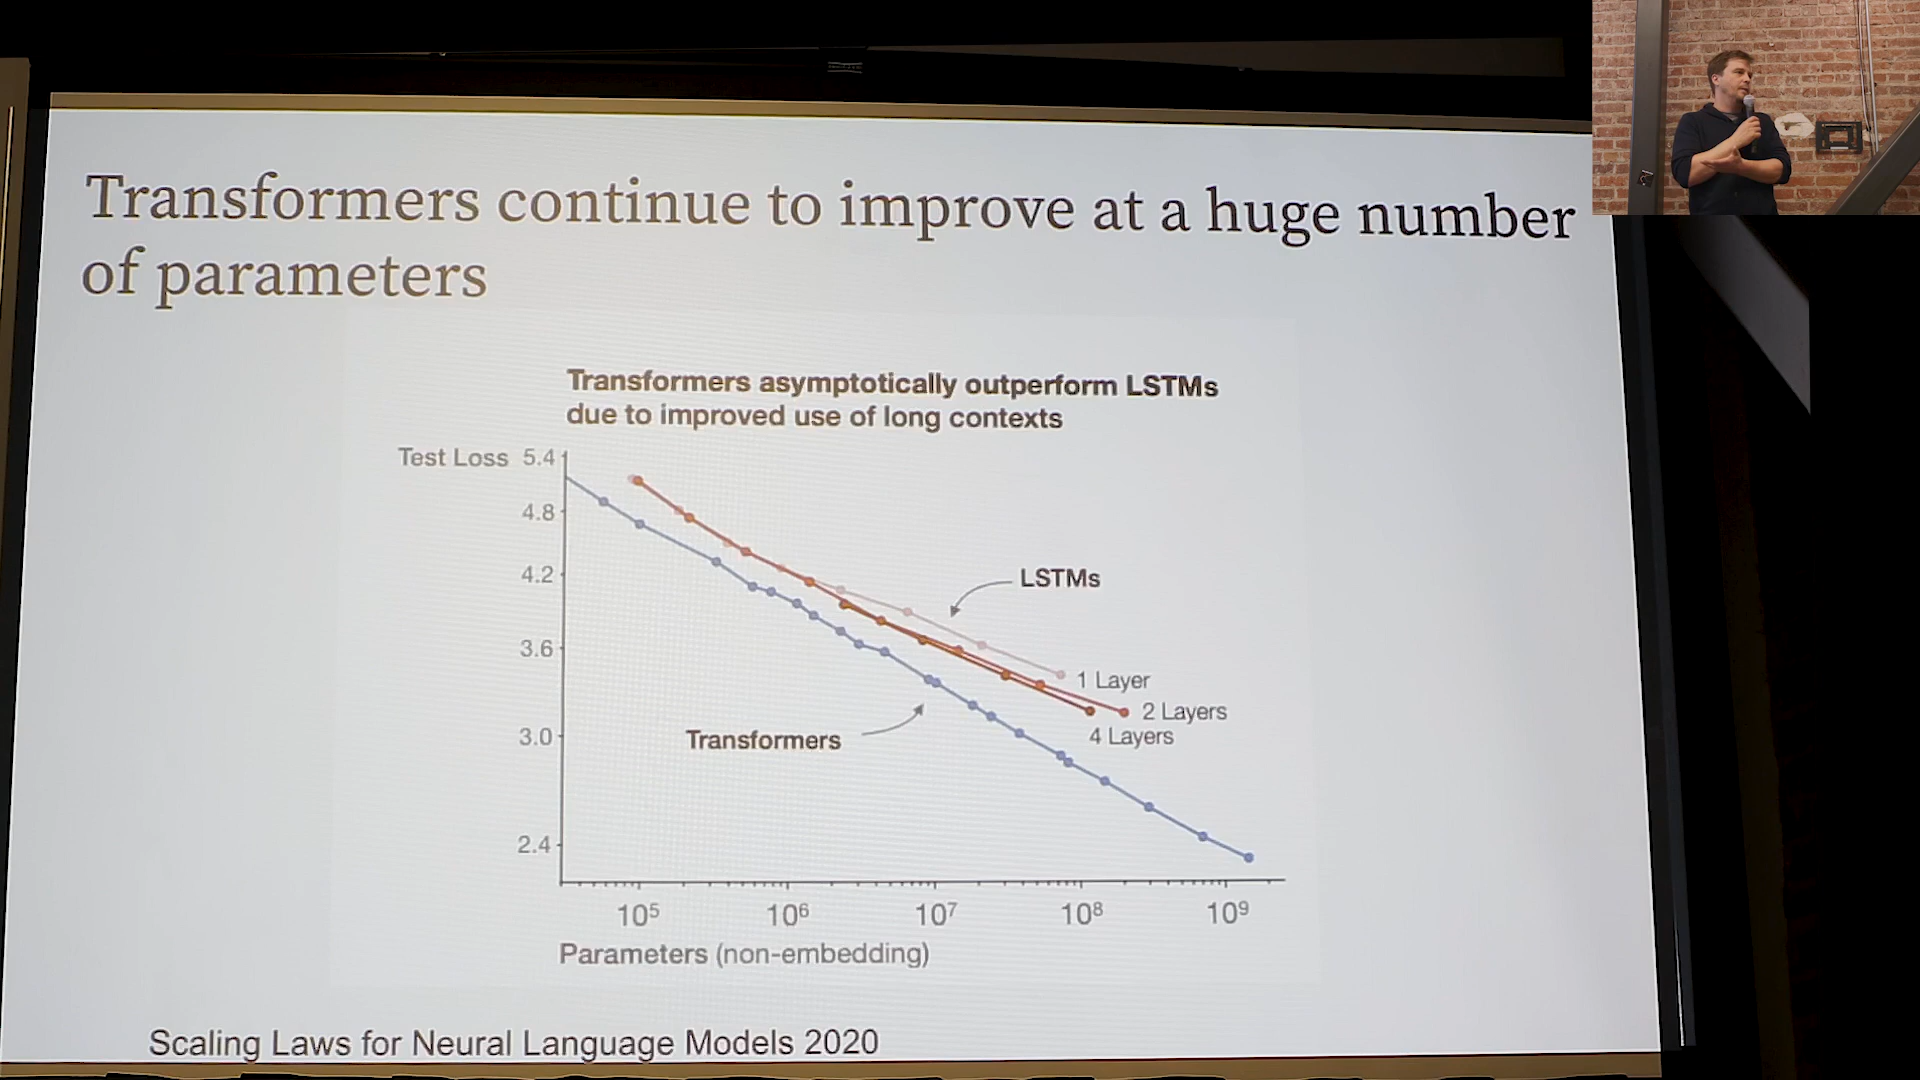 Transformers continue to improve at a huge number
of parameters
Transformers asymptotically outperform LSTMs
due to improved use of long contexts
Test Loss 5.4
4.8
4.2
3.6
3.0
2.4
LSTMs
1 Layer
2 Layers
4 Layers
Transformers
10⁵ 10⁶ 10⁷ 10⁸ 10⁹
Parameters (non-embedding)
Scaling Laws for Neural Language Models 2020